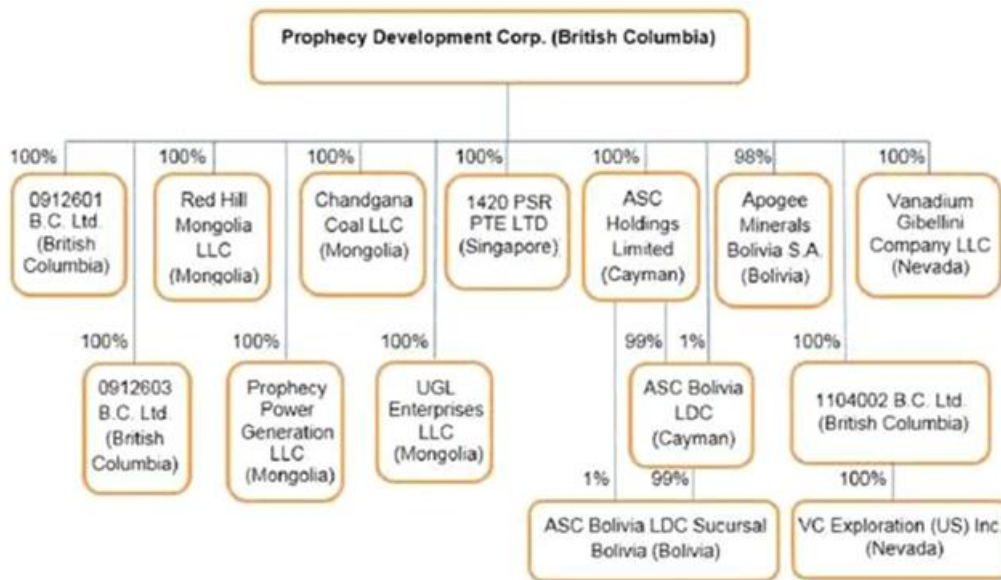 Prophecy Development Corp. (British Columbia)
100%
100%
100%
100%
100%
98%
100%
0912601
B.C. Ltd.
(British
Columbia)
Red Hill
Mongolia
LLC
(Mongolia)
Chandgana
Coal LLC
(Mongolia)
1420 PSR
PTE LTD
(Singapore)
ASC
Holdings
Limited
(Cayman)
Apogee
Minerals
Bolivia S.A.
(Bolivia)
Vanadium
Gibellini
Company LLC
(Nevada)
100%
100%
100%
99%
1%
100%
0912603
B.C. Ltd.
(British
Columbia)
Prophecy
Power
Generation
LLC
(Mongolia)
UGL
Enterprises
LLC
(Mongolia)
ASC Bolivia
LDC
(Cayman)
1104002 B.C. Ltd.
(British Columbia)
1%
99%
100%
ASC Bolivia LDC Sucursal
Bolivia (Bolivia)
VC Exploration (US) Inc.
(Nevada)